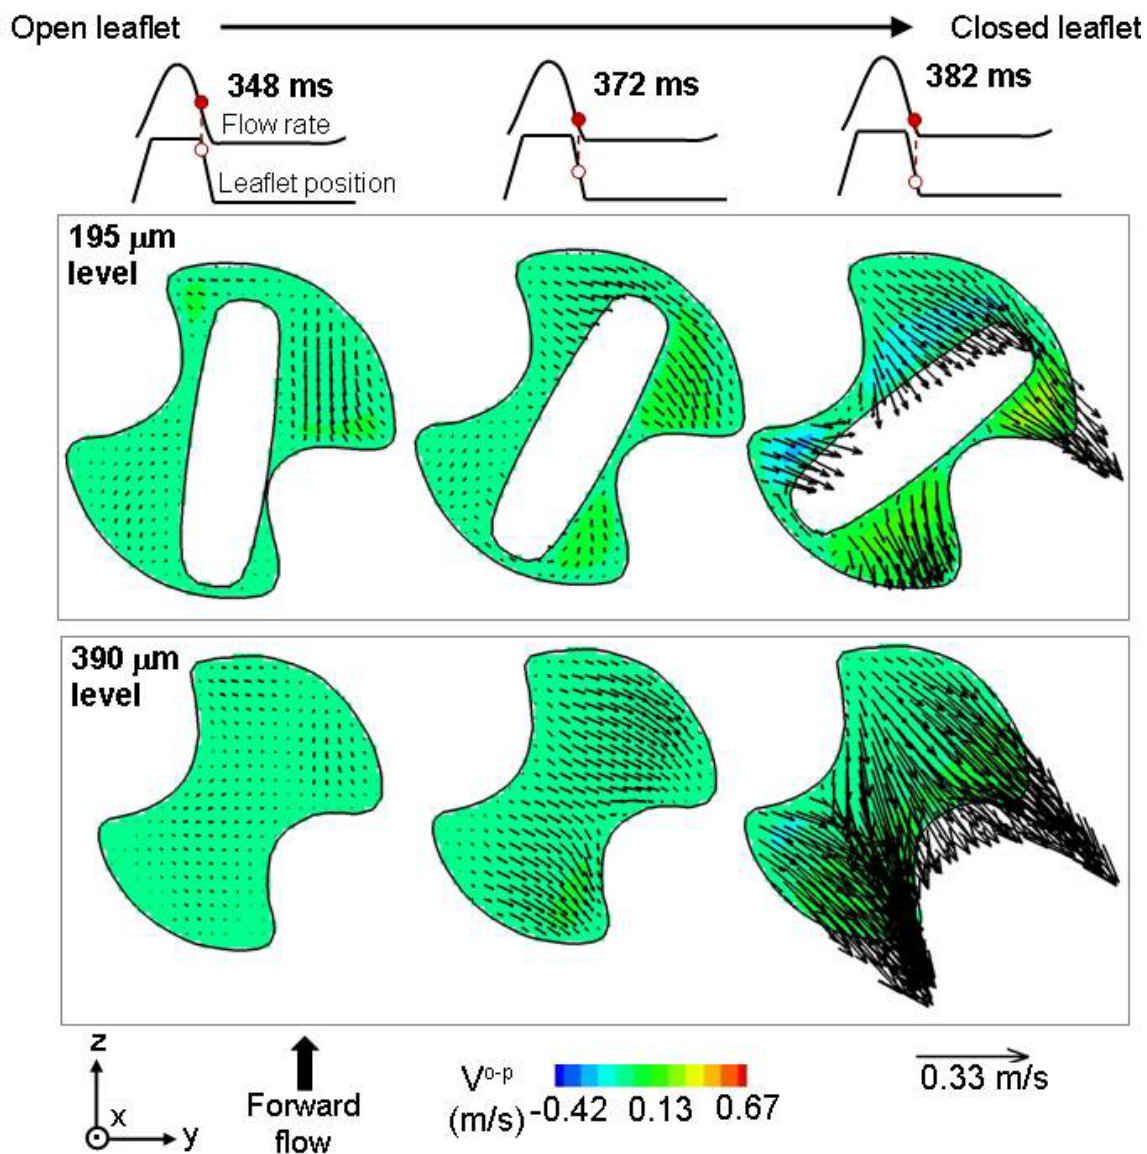 Open leaflet
Closed leaflet
348 ms
372 ms
382 ms
Flow rate
Leaflet position
195 μm
level
390 μm
level
z
x
y
Forward
flow
V^o-p
(m/s)
-0.42 0.13 0.67
0.33 m/s